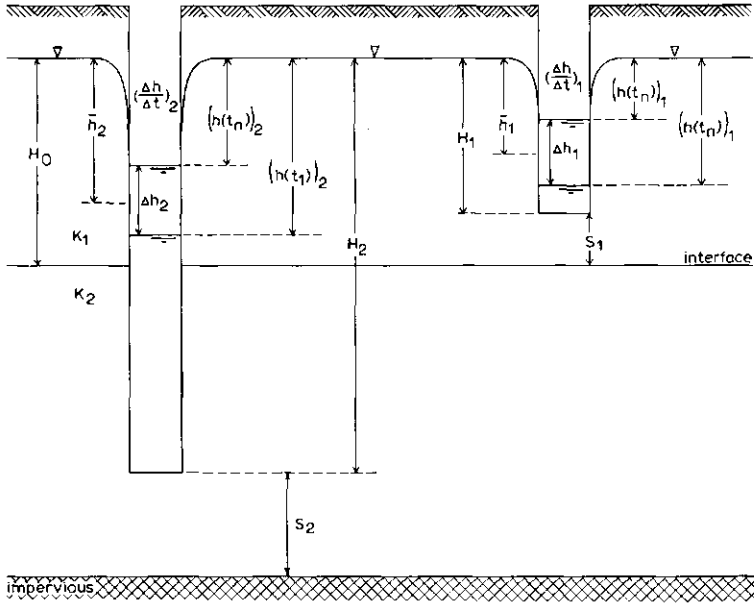 (Δh/Δt)₂
(Δh/Δt)₁
h̄₂
(h(tₙ))₂
H₀
(h(t₁))₂
Δh₂
K₁
H₂
K₂
S₂
H₁
h̄₁
(h(tₙ))₁
Δh₁
(h(tₙ))₁
S₁
interface
impervious